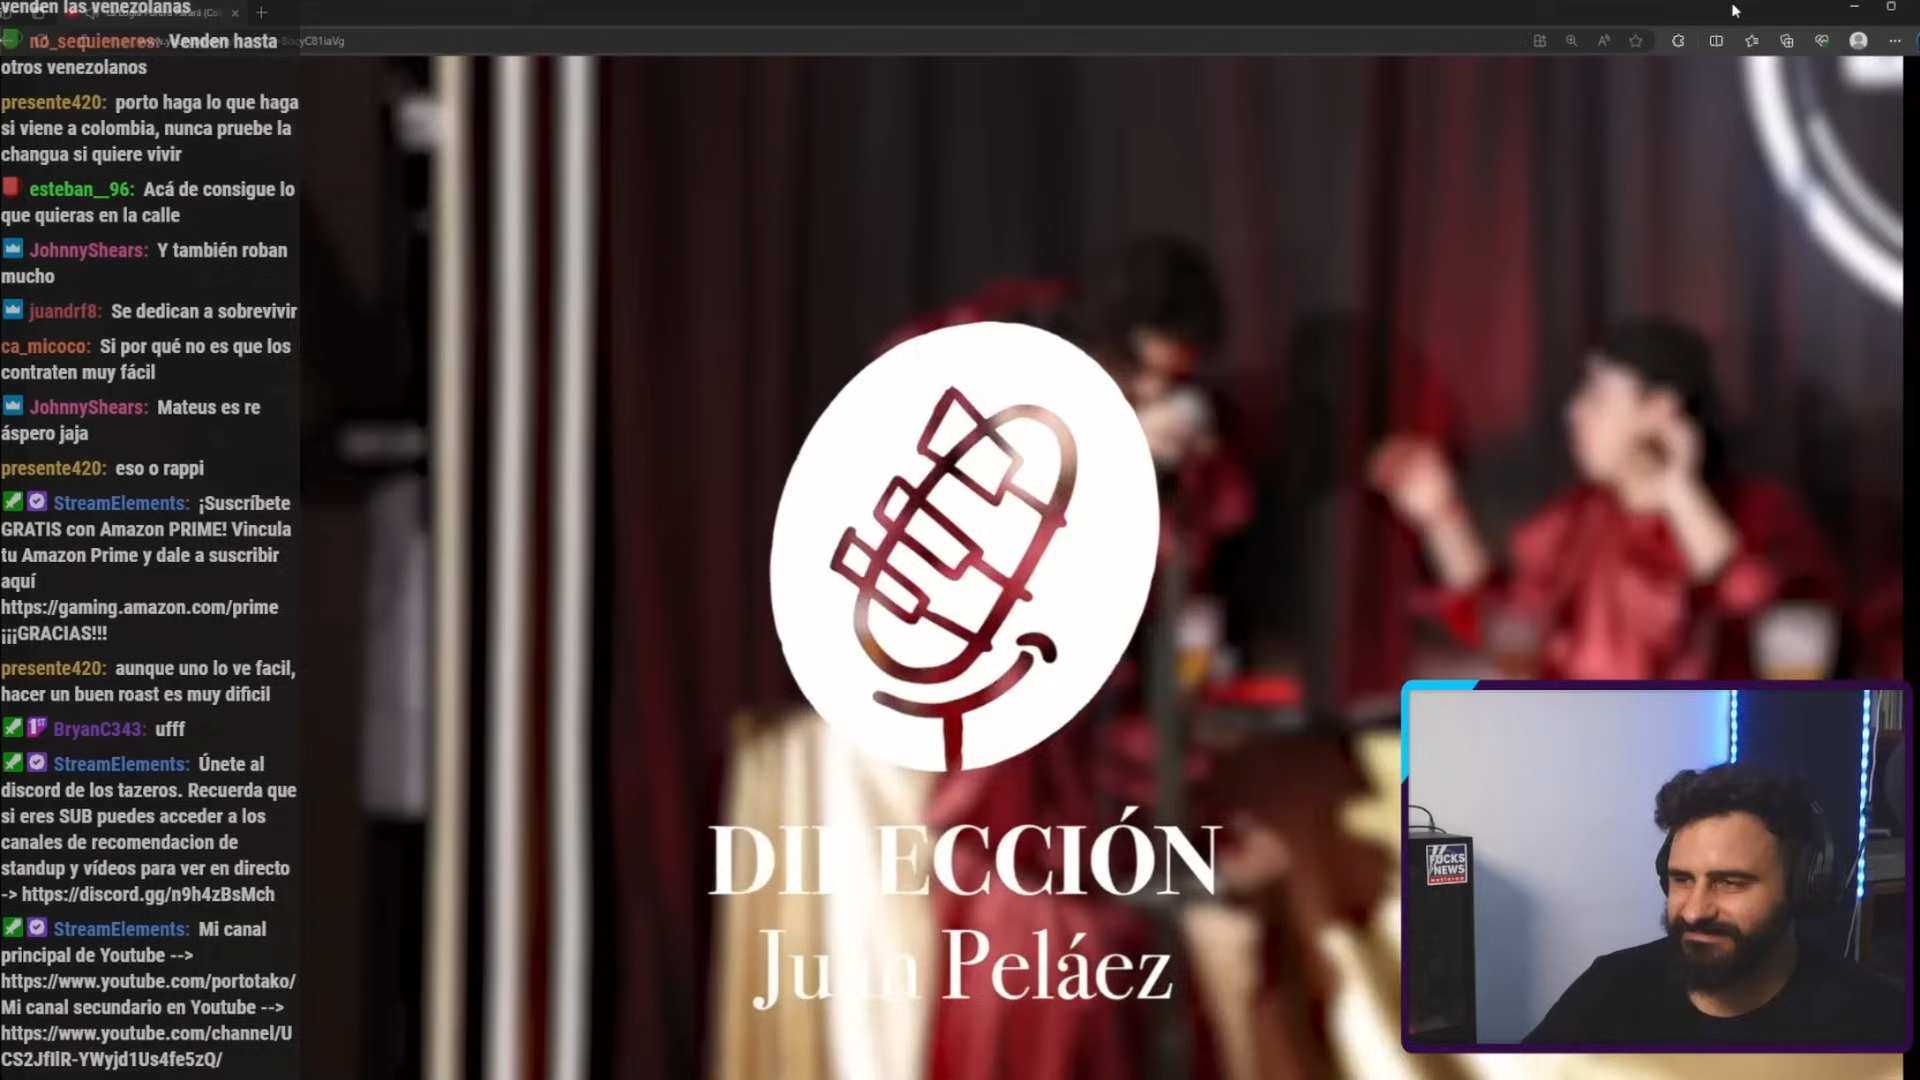 venden las venezolanas
no_sequieneres: Venden hasta
otros venezolanos
presente420: porto haga lo que haga
si viene a colombia, nunca pruebe la
changua si quiere vivir
esteban__96: Acá de consigue lo
que quieras en la calle
JohnnyShears: Y también roban
mucho
juandrf8: Se dedican a sobrevivir
ca_micoco: Si por qué no es que los
contraten muy fácil
JohnnyShears: Mateus es re
áspero jaja
presente420: eso o rappi
StreamElements: ¡Suscríbete
GRATIS con Amazon PRIME! Vincula
tu Amazon Prime y dale a suscribir
aquí
https://gaming.amazon.com/prime
¡¡¡GRACIAS!!!
presente420: aunque uno lo ve facil,
hacer un buen roast es muy dificil
BryanC343: ufff
StreamElements: Únete al
discord de los tazeros. Recuerda que
si eres SUB puedes acceder a los
canales de recomendacion de
standup y vídeos para ver en directo
-> https://discord.gg/n9h4zBsMch
StreamElements: Mi canal
principal de Youtube -->
https://www.youtube.com/portotako/
Mi canal secundario en Youtube -->
https://www.youtube.com/channel/U
CS2JfIlR-YWyjd1Us4fe5zQ/
DIRECCIÓN
Juan Peláez
FUCKS
NEWS
noticren